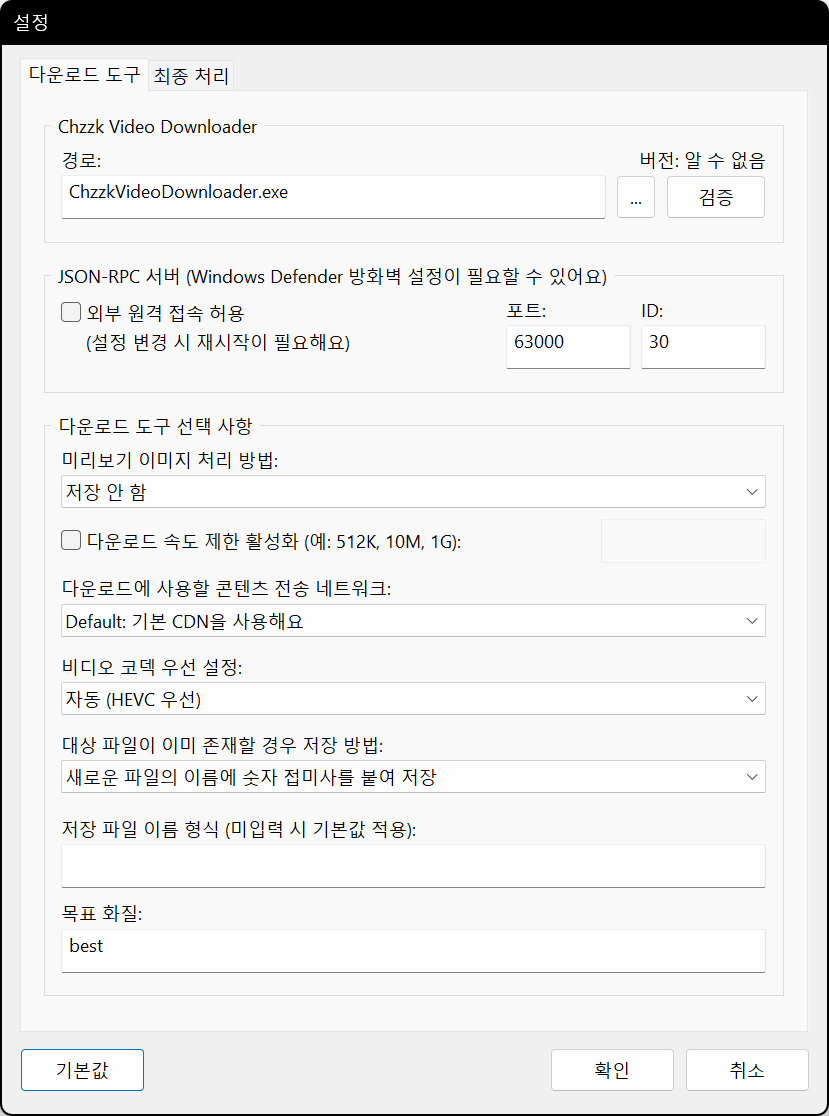 설정
다운로드 도구 최종 처리
Chzzk Video Downloader
경로: 버전: 알 수 없음
ChzzkVideoDownloader.exe ... 검증
JSON-RPC 서버 (Windows Defender 방화벽 설정이 필요할 수 있어요)
외부 원격 접속 허용 포트: ID:
(설정 변경 시 재시작이 필요해요) 63000 30
다운로드 도구 선택 사항
미리보기 이미지 처리 방법:
저장 안 함
다운로드 속도 제한 활성화 (예: 512K, 10M, 1G):
다운로드에 사용할 콘텐츠 전송 네트워크:
Default: 기본 CDN을 사용해요
비디오 코덱 우선 설정:
자동 (HEVC 우선)
대상 파일이 이미 존재할 경우 저장 방법:
새로운 파일의 이름에 숫자 접미사를 붙여 저장
저장 파일 이름 형식 (미입력 시 기본값 적용):
목표 화질:
best
기본값 확인 취소